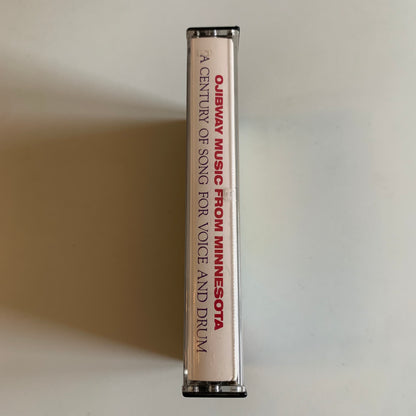 OJIBWAY MUSIC FROM MINNESOTA
"A CENTURY OF SONG FOR VOICE AND DRUM